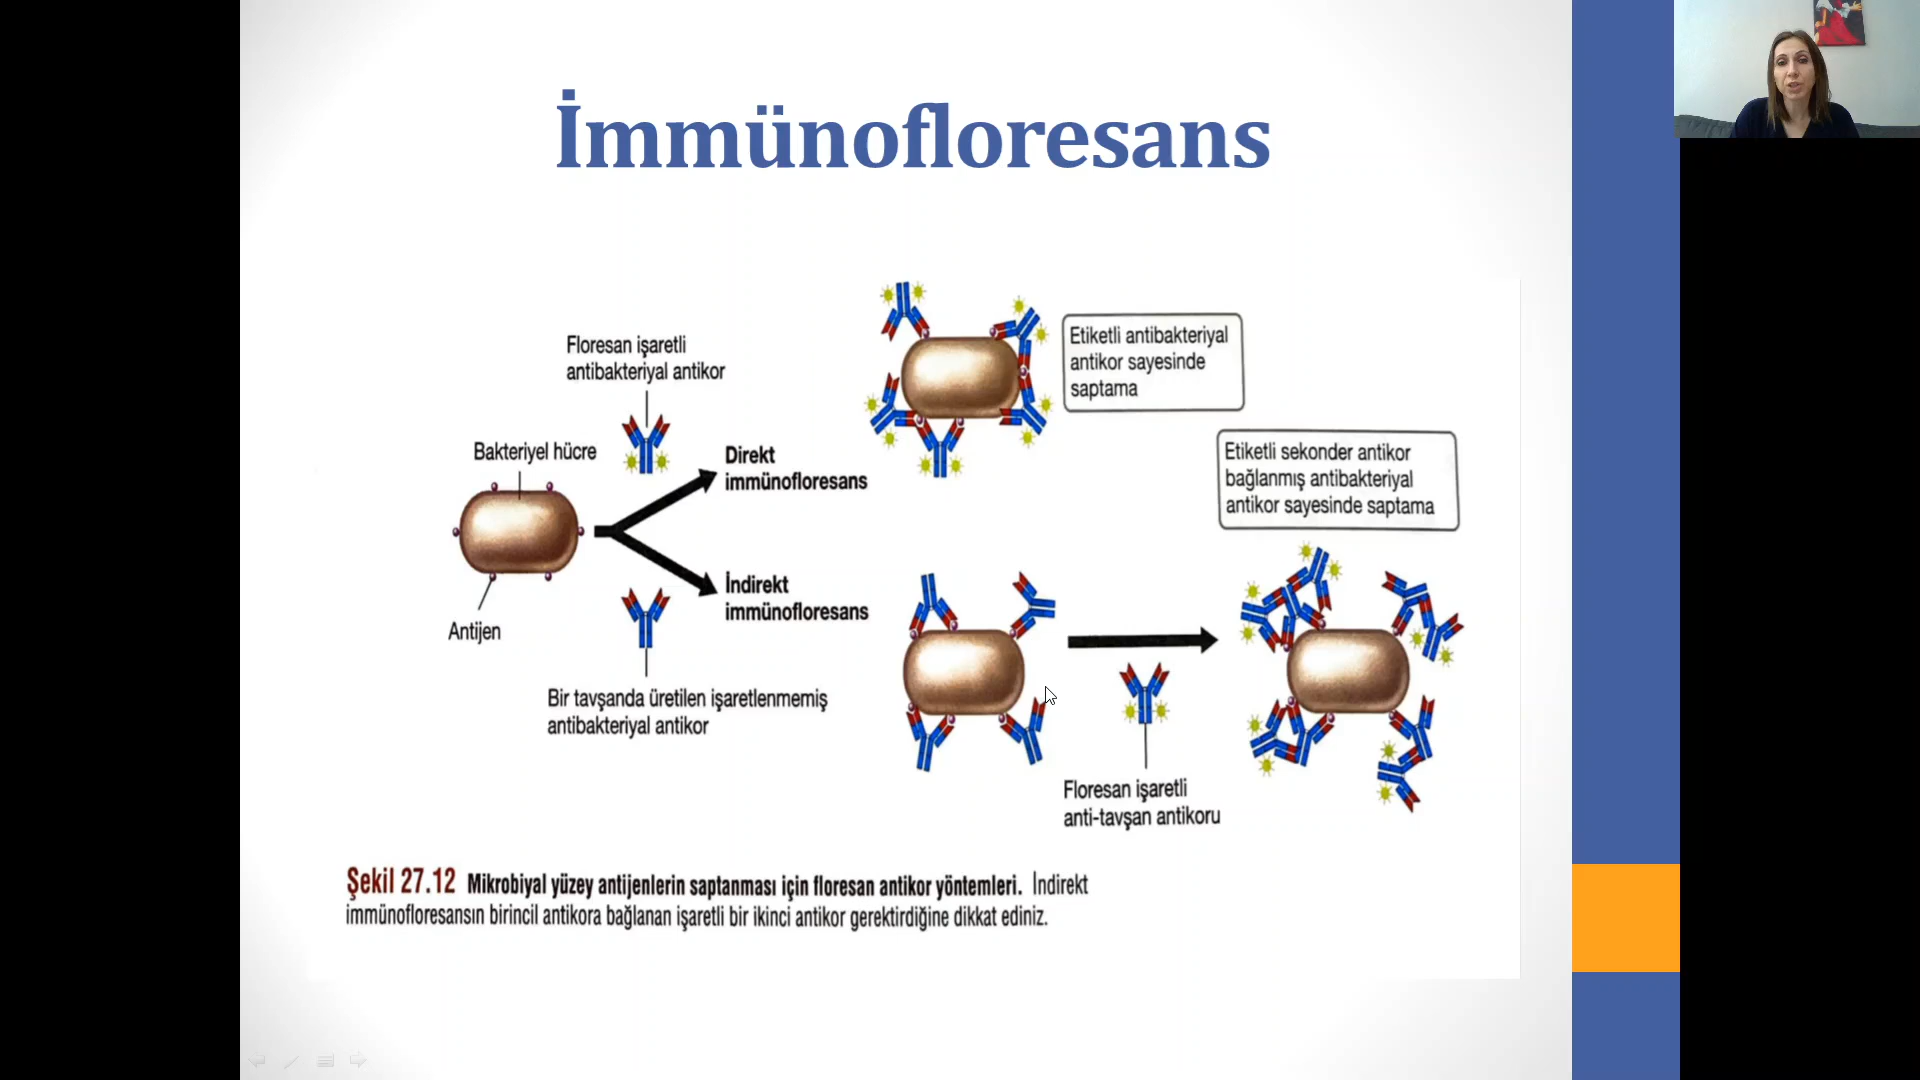 İmmünofloresans
Floresan işaretli
antibakteriyal antikor
Bakteriyel hücre
Antijen
Direkt
immünofloresans
İndirekt
immünofloresans
Bir tavşanda üretilen işaretlenmemiş
antibakteriyal antikor
Etiketli antibakteriyal
antikor sayesinde
saptama
Etiketli sekonder antikor
bağlanmış antibakteriyal
antikor sayesinde saptama
Floresan işaretli
anti-tavşan antikoru
Şekil 27.12 Mikrobiyal yüzey antijenlerin saptanması için floresan antikor yöntemleri. İndirekt
immünofloresansın birincil antikora bağlanan işaretli bir ikinci antikor gerektirdiğine dikkat ediniz.